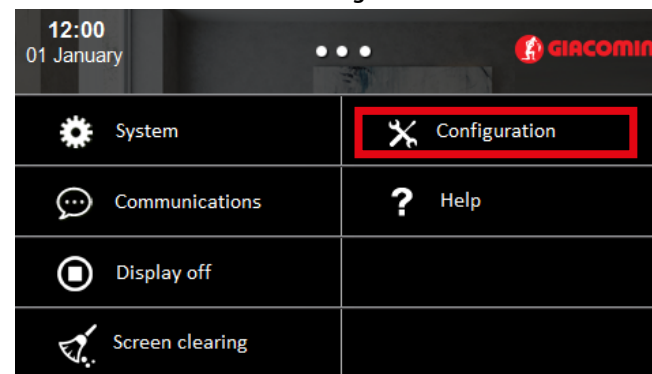 12:00
01 January
GIACOMIN
System
Configuration
Communications
Help
Display off
Screen clearing